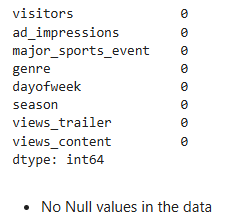 visitors 0
ad_impressions 0
major_sports_event 0
genre 0
dayofweek 0
season 0
views_trailer 0
views_content 0
dtype: int64
• No Null values in the data